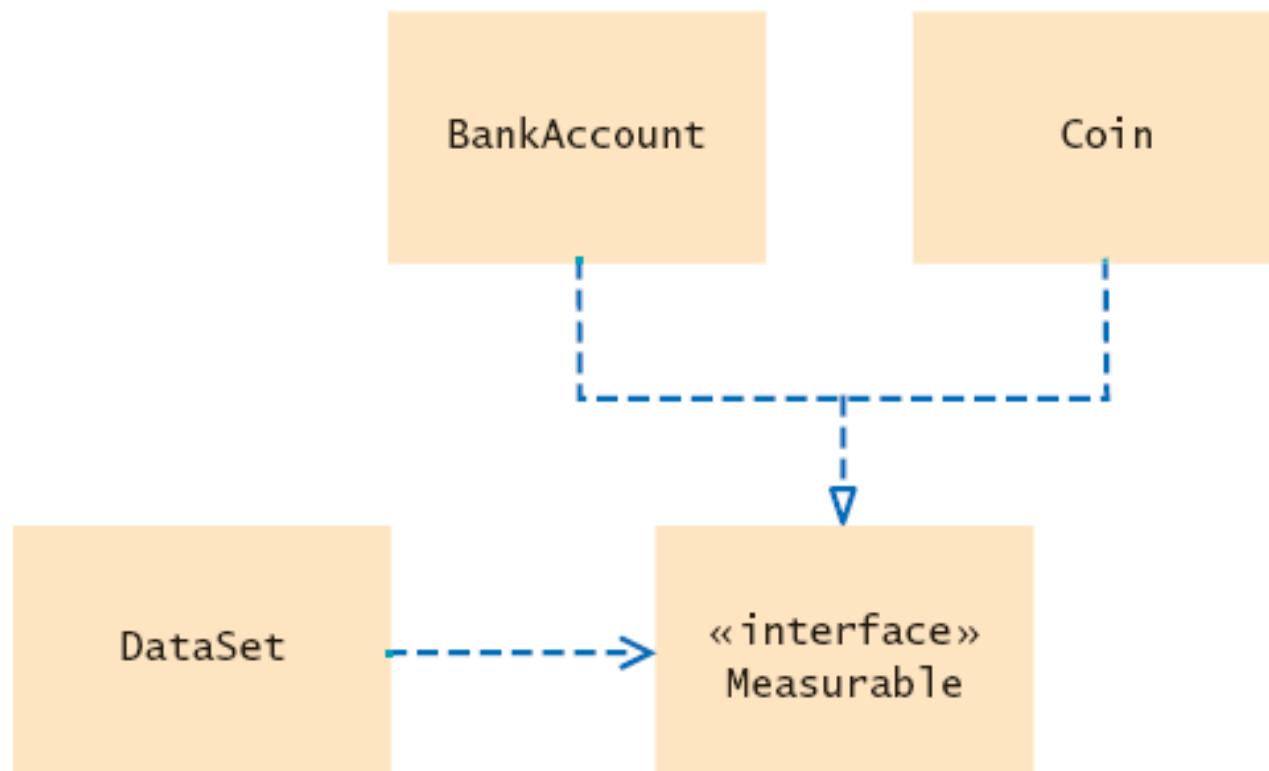 BankAccount
Coin
DataSet
«interface»
Measurable